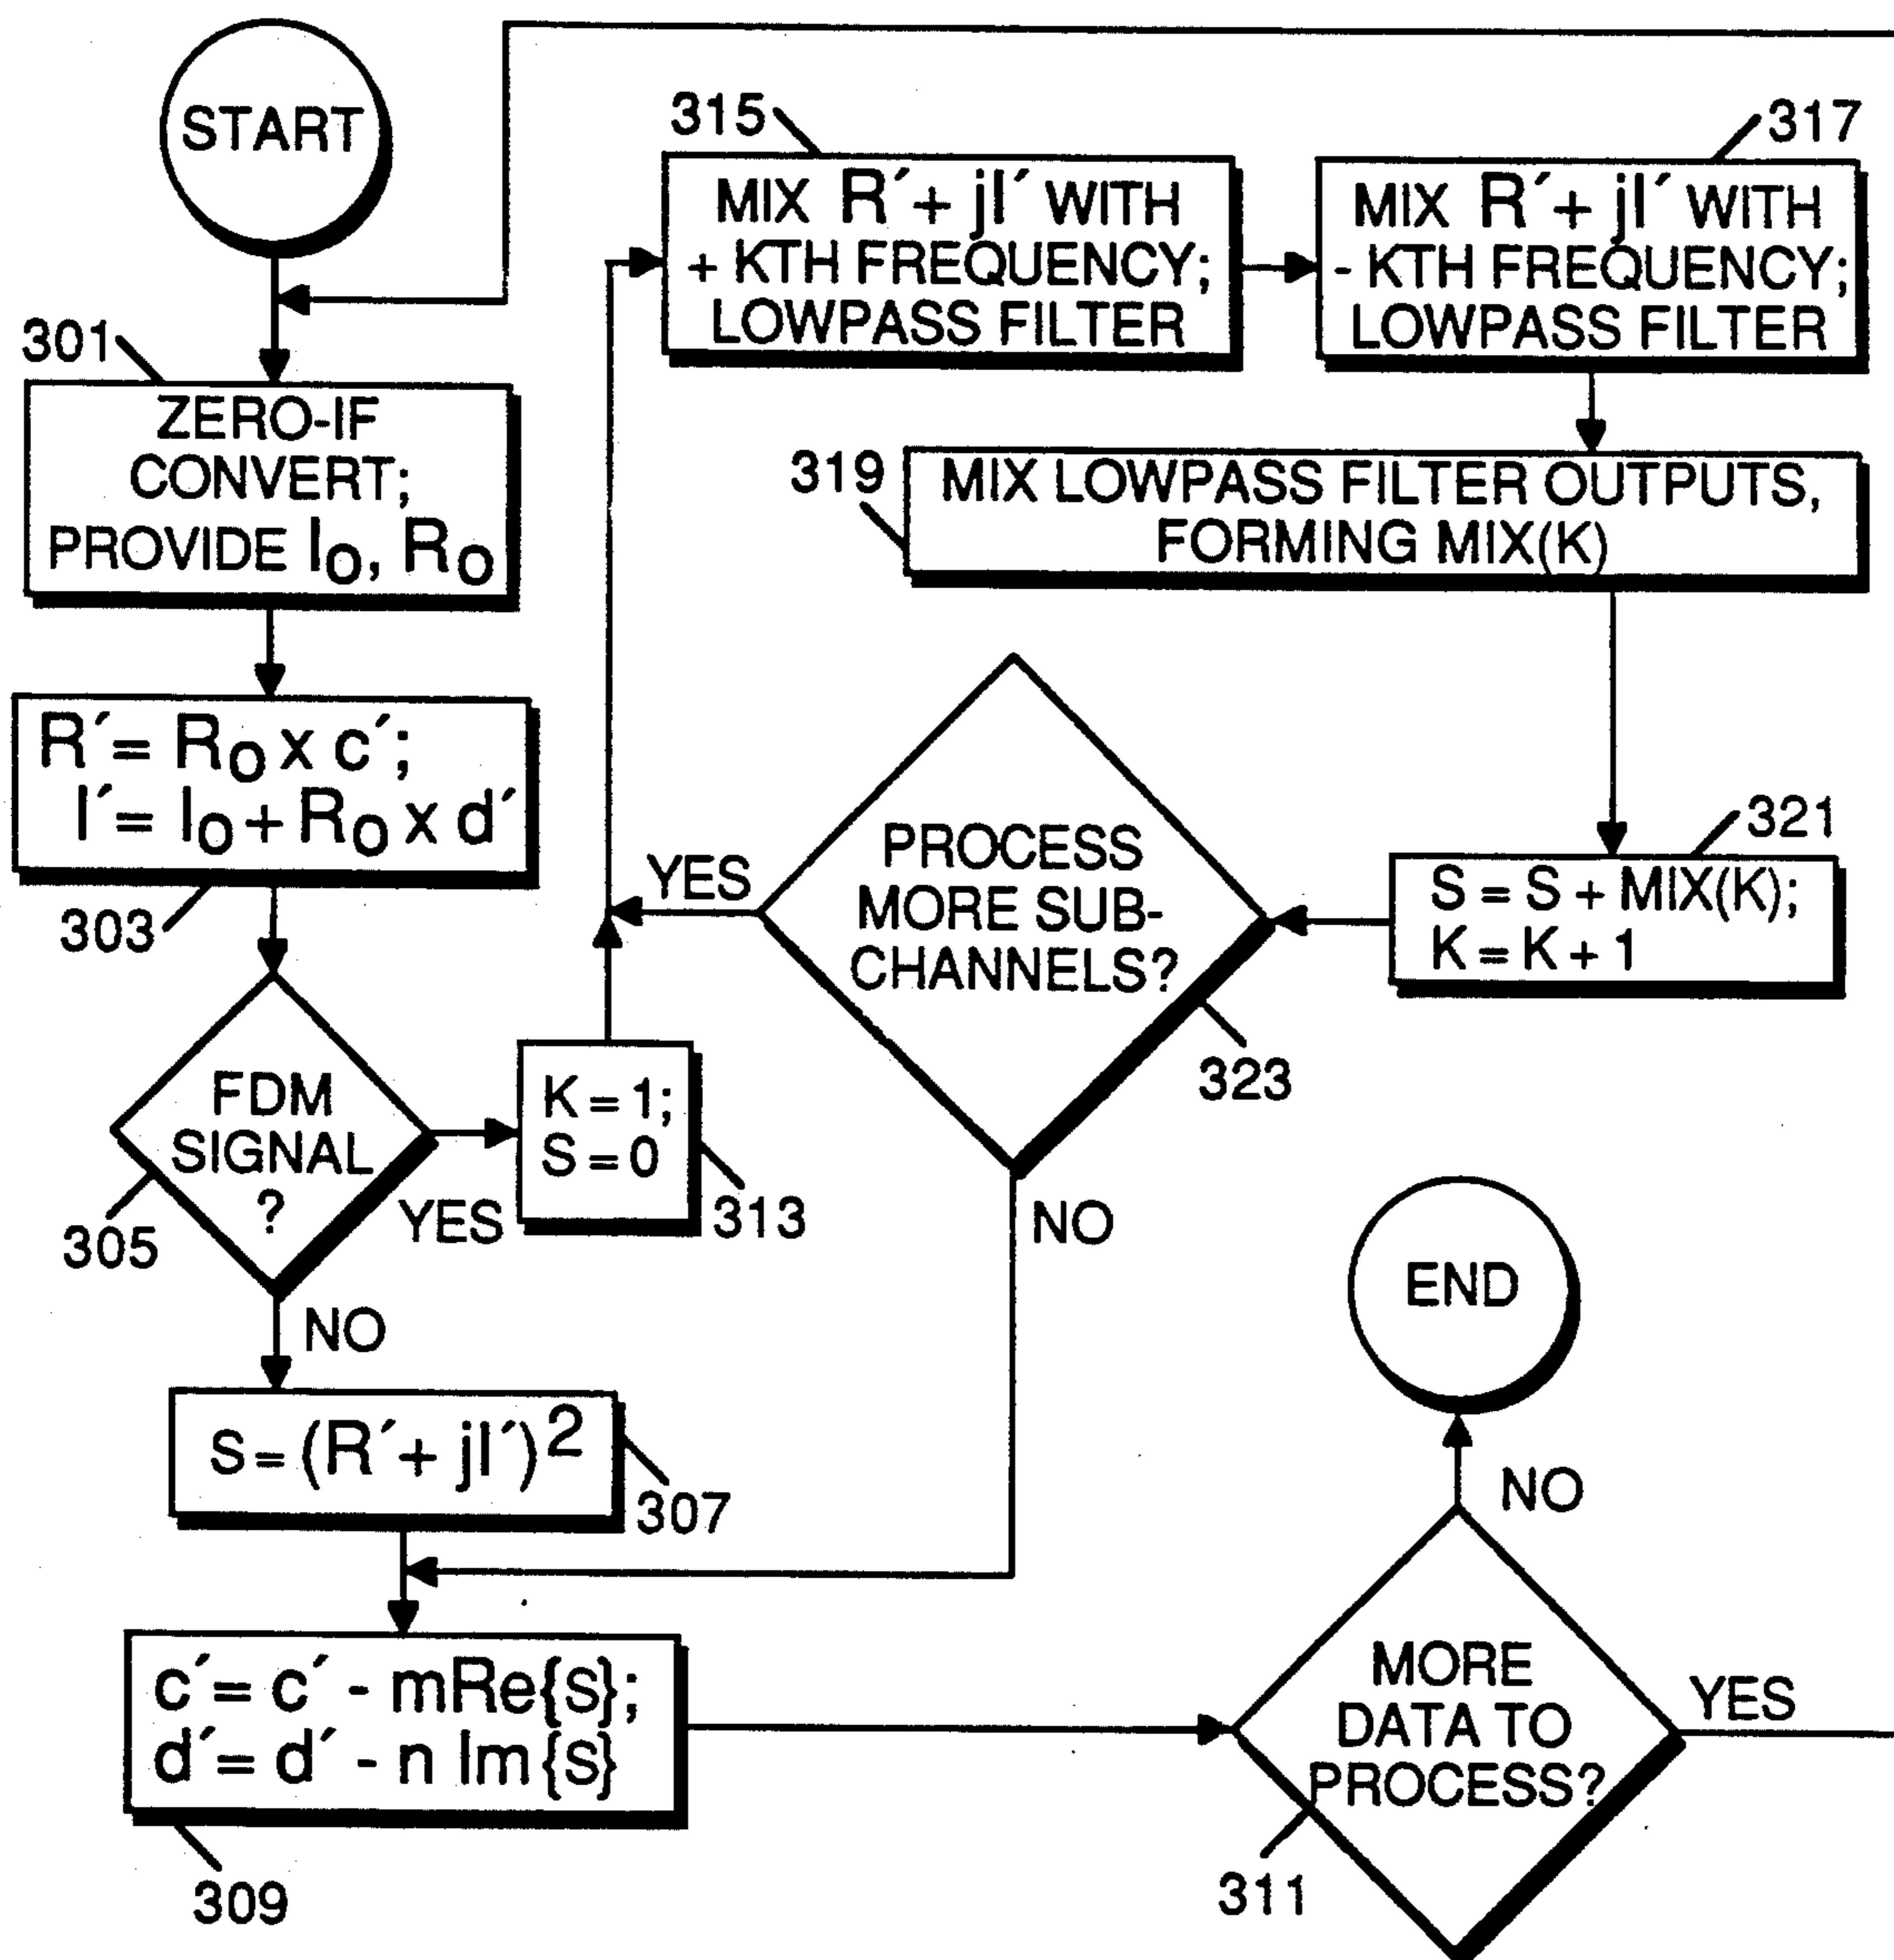 START
301
ZERO-IF
CONVERT;
PROVIDE Io, Ro
R´= Ro x c´;
I´= Io + Ro x d´
303
FDM
SIGNAL
?
305
YES
NO
K = 1;
S = 0
313
315
MIX R´+ jI´ WITH
+ KTH FREQUENCY;
LOWPASS FILTER
317
MIX R´+ jI´ WITH
- KTH FREQUENCY;
LOWPASS FILTER
319
MIX LOWPASS FILTER OUTPUTS,
FORMING MIX(K)
321
S = S + MIX(K);
K = K + 1
PROCESS
MORE SUB-
CHANNELS?
323
YES
NO
S = (R´+ jI´)2
307
c´= c´ - mRe{s};
d´= d´ - n Im{s}
309
MORE
DATA TO
PROCESS?
311
YES
NO
END